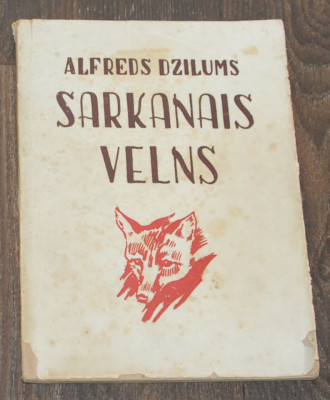 ALFREDS DZILUMS
SARKANAIS
VELNS